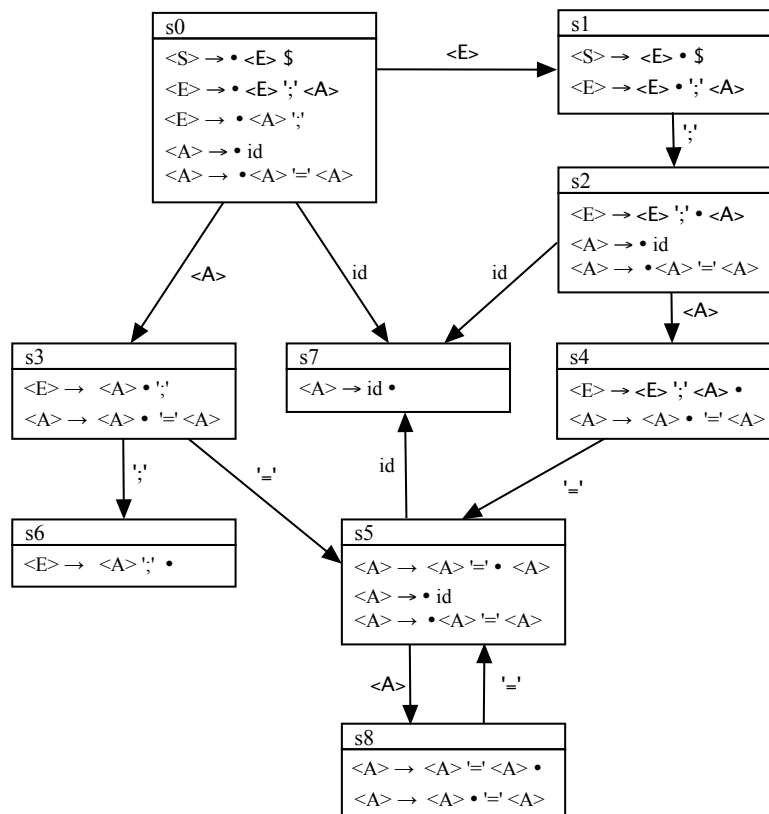 s0
<S> → • <E> $
<E> → • <E> ';' <A>
<E> → • <A> ';'
<A> → • id
<A> → • <A> '=' <A>
<E>
s1
<S> → <E> • $
<E> → <E> • ';' <A>
';'
s2
<E> → <E> ';' • <A>
<A> → • id
<A> → • <A> '=' <A>
<A>
id
id
<A>
s3
<E> → <A> • ';'
<A> → <A> • '=' <A>
s7
<A> → id •
s4
<E> → <E> ';' <A> •
<A> → <A> • '=' <A>
';'
'='
id
'='
s6
<E> → <A> ';' •
s5
<A> → <A> '=' • <A>
<A> → • id
<A> → • <A> '=' <A>
<A>
'='
s8
<A> → <A> '=' <A> •
<A> → <A> • '=' <A>